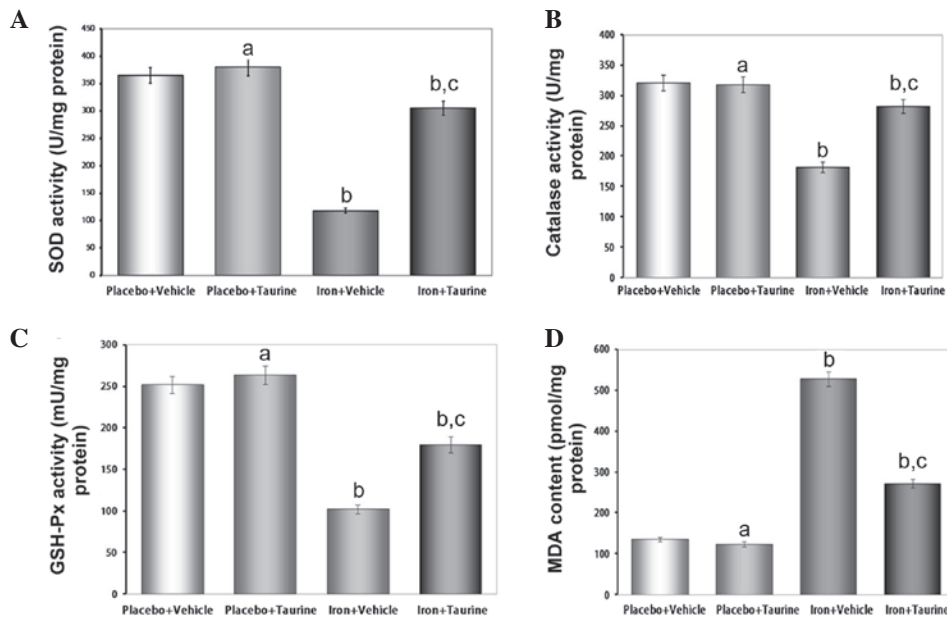 A
SOD activity (U/mg protein)
450
400
350
300
250
200
150
100
50
0
a
b
b,c
Placebo+Vehicle Placebo+Taurine Iron+Vehicle Iron+Taurine
B
Catalase activity (U/mg
protein)
400
350
300
250
200
150
100
50
0
a
b
b,c
Placebo+Vehicle Placebo+Taurine Iron+Vehicle Iron+Taurine
C
GSH-Px activity (mU/mg
protein)
300
250
200
150
100
50
0
a
b
b,c
Placebo+Vehicle Placebo+Taurine Iron+Vehicle Iron+Taurine
D
MDA content (pmol/mg
protein)
600
500
400
300
200
100
0
a
b
b,c
Placebo+Vehicle Placebo+Taurine Iron+Vehicle Iron+Taurine